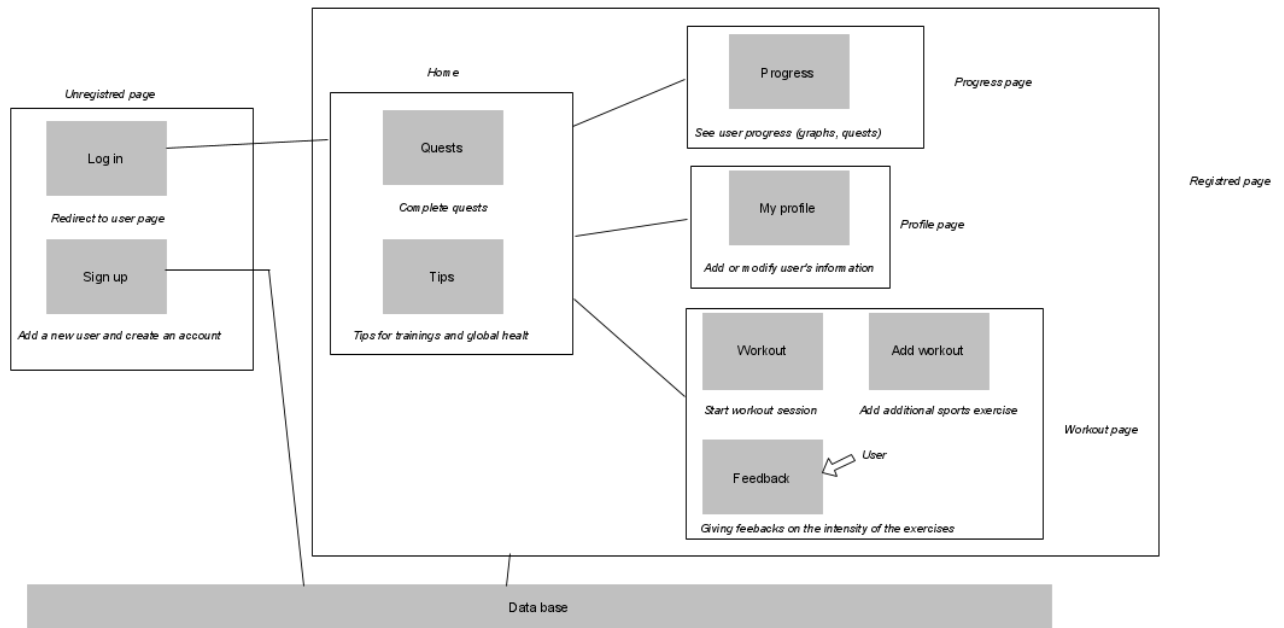 Unregistred page
Log in
Redirect to user page
Sign up
Add a new user and create an account
Home
Quests
Complete quests
Tips
Tips for trainings and global healt
Progress
See user progress (graphs, quests)
Progress page
My profile
Add or modify user's information
Profile page
Registred page
Workout
Start workout session
Add workout
Add additional sports exercise
Workout page
Feedback
User
Giving feebacks on the intensity of the exercises
Data base